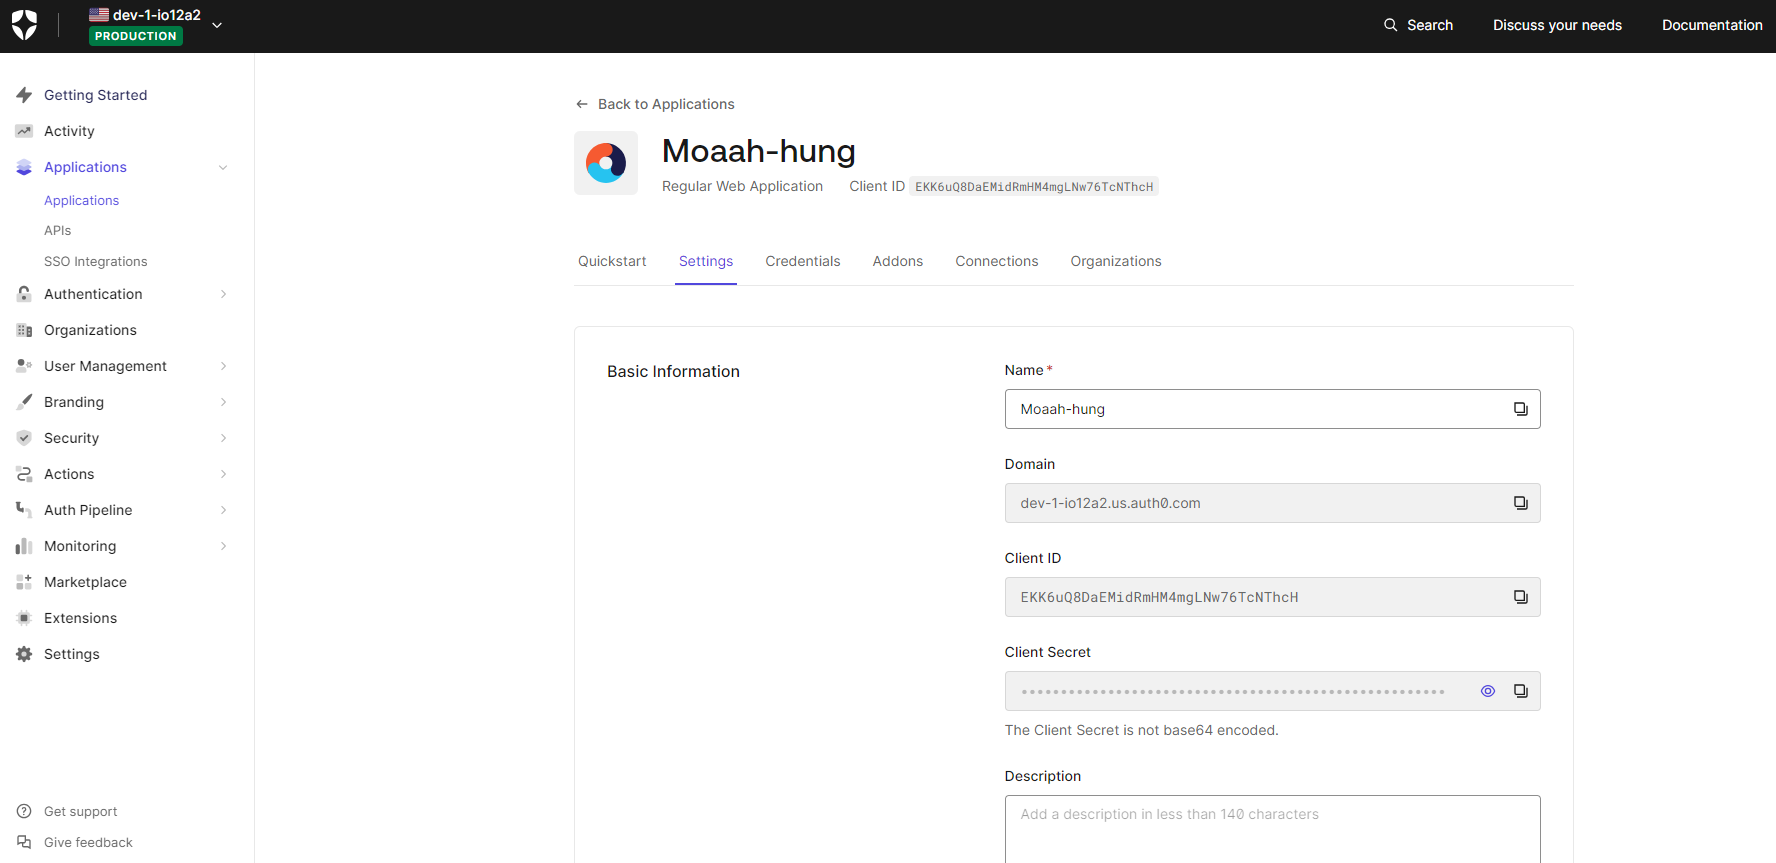 dev-1-io12a2
PRODUCTION
Search
Discuss your needs
Documentation
Getting Started
Activity
Applications
Applications
APIs
SSO Integrations
Authentication
Organizations
User Management
Branding
Security
Actions
Auth Pipeline
Monitoring
Marketplace
Extensions
Settings
Get support
Give feedback
Back to Applications
Moaah-hung
Regular Web Application
Client ID EKK6uQ8DaEMidRmHM4mgLNw76TcNThcH
Quickstart
Settings
Credentials
Addons
Connections
Organizations
Basic Information
Name*
Moaah-hung
Domain
dev-1-io12a2.us.auth0.com
Client ID
EKK6uQ8DaEMidRmHM4mgLNw76TcNThcH
Client Secret
The Client Secret is not base64 encoded.
Description
Add a description in less than 140 characters